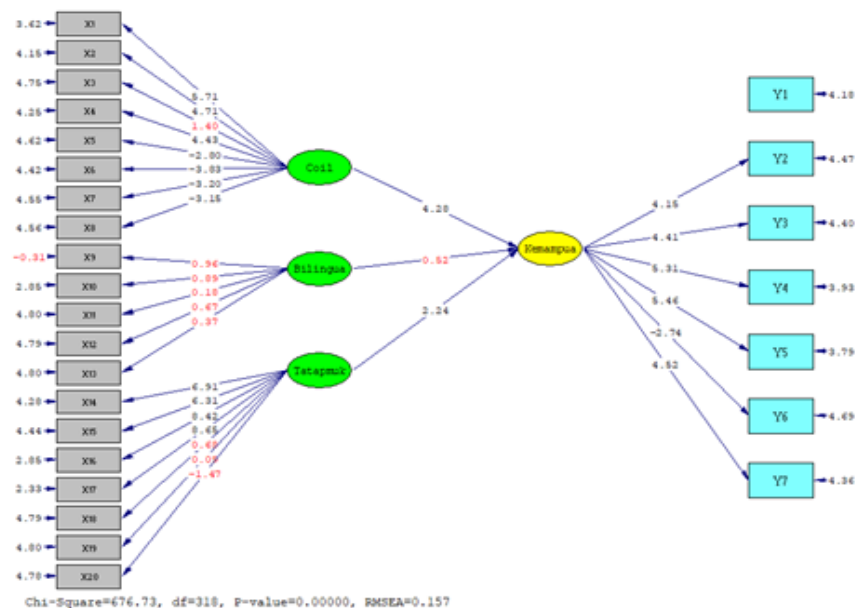 3.62 X1
4.15 X2
4.75 X3
4.25 X4
4.62 X5
4.42 X6
4.55 X7
4.56 X8
-0.31 X9
2.85 X10
4.80 X11
4.79 X12
4.80 X13
4.28 X14
4.44 X15
2.85 X16
2.33 X17
4.79 X18
4.80 X19
4.78 X20
5.71
4.71
1.40
4.43
-2.80
-3.83
-3.20
-3.15
0.96
0.89
0.18
0.67
0.37
6.91
6.31
8.42
8.65
0.68
0.09
-1.47
Coil
Bilingua
Tatapmuk
4.28
0.52
2.24
Kemampua
4.15
4.41
5.31
5.46
-2.74
4.52
Y1 4.18
Y2 4.47
Y3 4.40
Y4 3.93
Y5 3.79
Y6 4.69
Y7 4.36
Chi-Square=676.73, df=318, P-value=0.00000, RMSEA=0.157